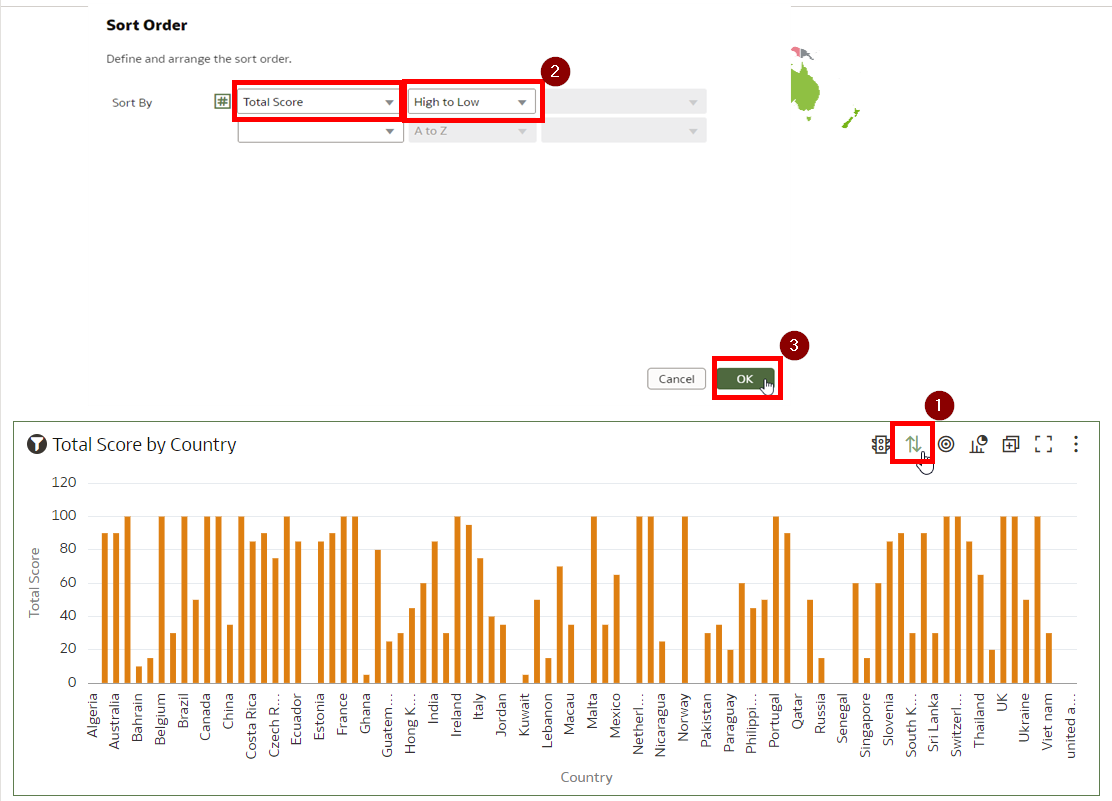 Sort Order
Define and arrange the sort order.
2
Sort By
#
Total Score
High to Low
A to Z
3
Cancel
OK
1
Total Score by Country
120
100
80
60
40
20
0
Total Score
Algeria
Australia
Bahrain
Belgium
Brazil
Canada
China
Costa Rica
Czech R...
Ecuador
Estonia
France
Ghana
Guatem...
Hong K...
India
Ireland
Italy
Jordan
Kuwait
Lebanon
Macau
Malta
Mexico
Netherl...
Nicaragua
Norway
Pakistan
Paraguay
Philippi...
Portugal
Qatar
Russia
Senegal
Singapore
Slovenia
South K...
Sri Lanka
Switzerl...
Thailand
UK
Ukraine
Viet nam
united a...
Country